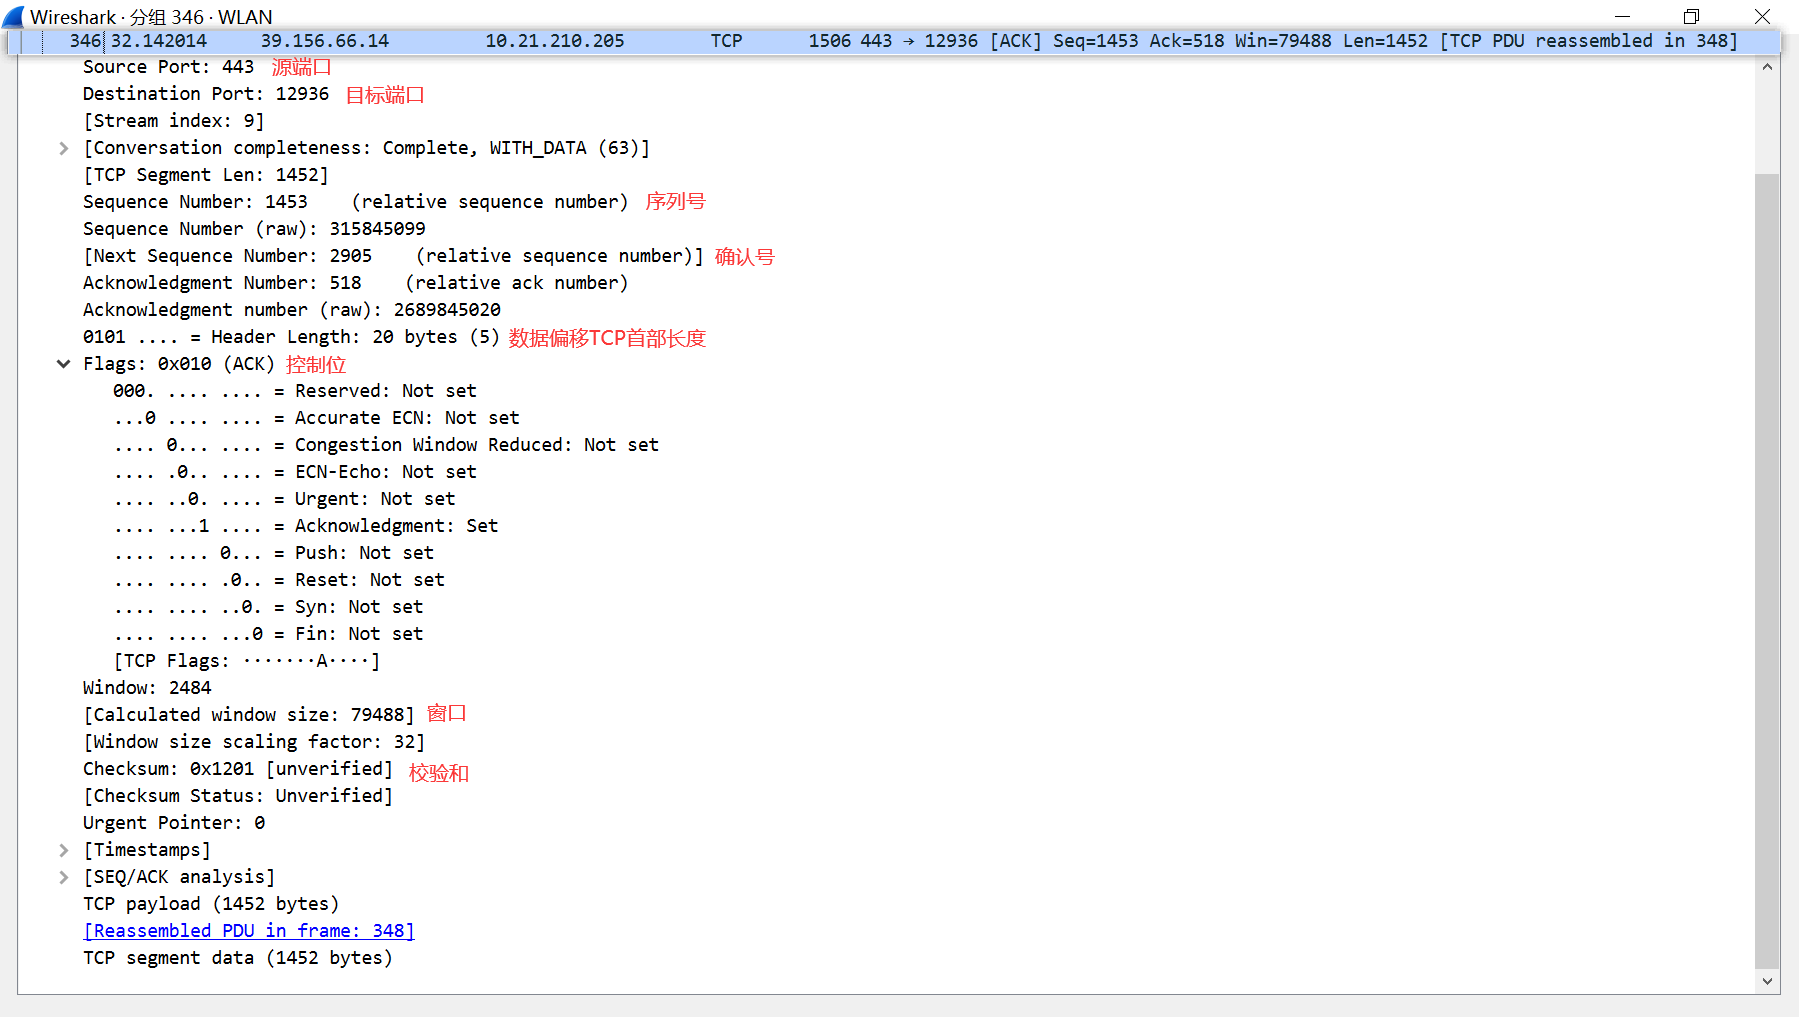 Wireshark · 分组 346 · WLAN
346 32.142014 39.156.66.14 10.21.210.205 TCP 1506 443 → 12936 [ACK] Seq=1453 Ack=518 Win=79488 Len=1452 [TCP PDU reassembled in 348]
Source Port: 443 源端口
Destination Port: 12936 目标端口
[Stream index: 9]
[Conversation completeness: Complete, WITH_DATA (63)]
[TCP Segment Len: 1452]
Sequence Number: 1453 (relative sequence number) 序列号
Sequence Number (raw): 315845099
[Next Sequence Number: 2905 (relative sequence number)] 确认号
Acknowledgment Number: 518 (relative ack number)
Acknowledgment number (raw): 2689845020
0101 .... = Header Length: 20 bytes (5) 数据偏移TCP首部长度
Flags: 0x010 (ACK) 控制位
000. .... .... = Reserved: Not set
...0 .... .... = Accurate ECN: Not set
.... 0... .... = Congestion Window Reduced: Not set
.... .0.. .... = ECN-Echo: Not set
.... ..0. .... = Urgent: Not set
.... ...1 .... = Acknowledgment: Set
.... .... 0... = Push: Not set
.... .... .0.. = Reset: Not set
.... .... ..0. = Syn: Not set
.... .... ...0 = Fin: Not set
[TCP Flags: ·······A····]
Window: 2484
[Calculated window size: 79488] 窗口
[Window size scaling factor: 32]
Checksum: 0x1201 [unverified] 校验和
[Checksum Status: Unverified]
Urgent Pointer: 0
[Timestamps]
[SEQ/ACK analysis]
TCP payload (1452 bytes)
[Reassembled PDU in frame: 348]
TCP segment data (1452 bytes)